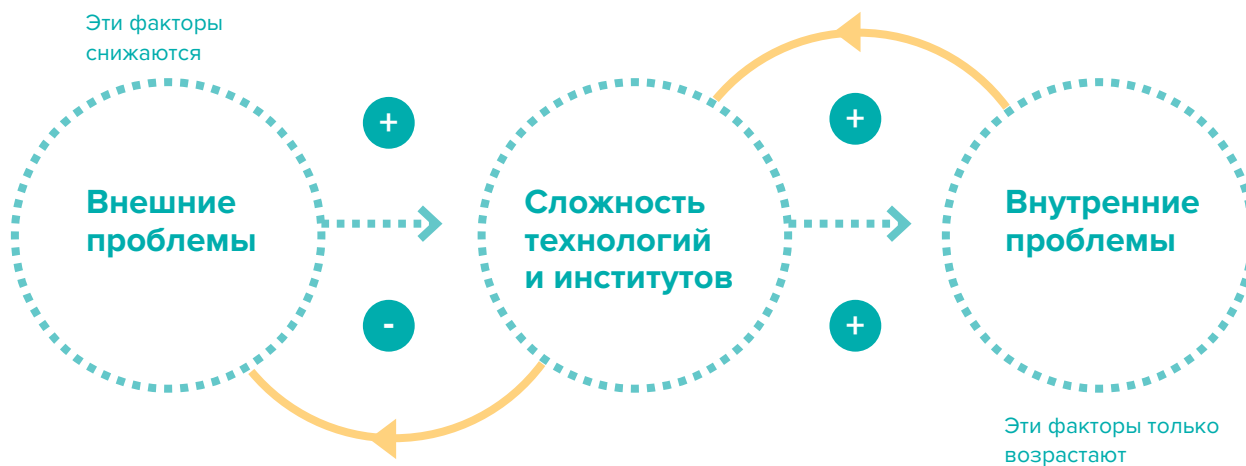 Эти факторы
снижаются
+
+
Внешние
проблемы
Сложность
технологий
и институтов
Внутренние
проблемы
-
+
Эти факторы только
возрастают